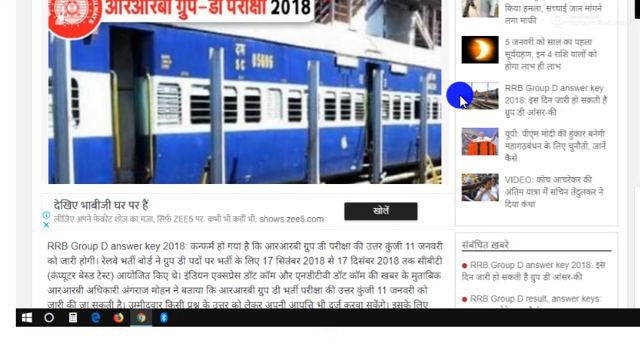 आरआरबी ग्रुप-डी परीक्षा 2018
दम
SC 05606
देखिए भाबीजी घर पर हैं
लीजिए अपने फेवरेट शोज़ का मज़ा, सिर्फ ZEE5 पर. कभी भी कहीं भी. shows.zee5.com
खोलें
RRB Group D answer key 2018: कन्फर्म हो गया है कि आरआरबी ग्रुप डी परीक्षा की उत्तर कुंजी 11 जनवरी
को जारी होगी। रेलवे भर्ती बोर्ड ने ग्रुप डी पदों पर भर्ती के लिए 17 सितंबर 2018 से 17 दिसंबर 2018 तक सीबीटी
(कंप्यूटर बेस्ड टेस्ट) आयोजित किए थे। इंडियन एक्सप्रेस डॉट कॉम और एनडीटीवी डॉट कॉम की खबर के मुताबिक
आरआरबी अधिकारी अंगराज मोहन ने बताया कि आरआरबी ग्रुप डी भर्ती परीक्षा की उत्तर कुंजी 11 जनवरी को
जारी की जा सकती है। उम्मीदवार किसी प्रश्न के उत्तर को लेकर अपनी आपत्ति भी दर्ज करा सकेंगे। इसके लिए
किया हमला, सच्चाई जान मांगने
लगा माफी
5 जनवरी को साल का पहला
सूर्यग्रहण, इन 4 राशि वालों को
होगा लाभ ही लाभ
RRB Group D answer key
2018: इस दिन जारी हो सकती है
ग्रुप डी आंसर-की
यूपी: पीएम मोदी की हुंकार बनेगी
महागठबंधन के लिए चुनौती, जानें
कैसे
VIDEO: कोच आचरेकर की
अंतिम यात्रा में सचिन तेंदुलकर ने
दिया कंधा
संबंधित ख़बरें
RRB Group D answer key 2018: इस
दिन जारी हो सकती है ग्रुप डी आंसर-की
RRB Group D result, answer keys: